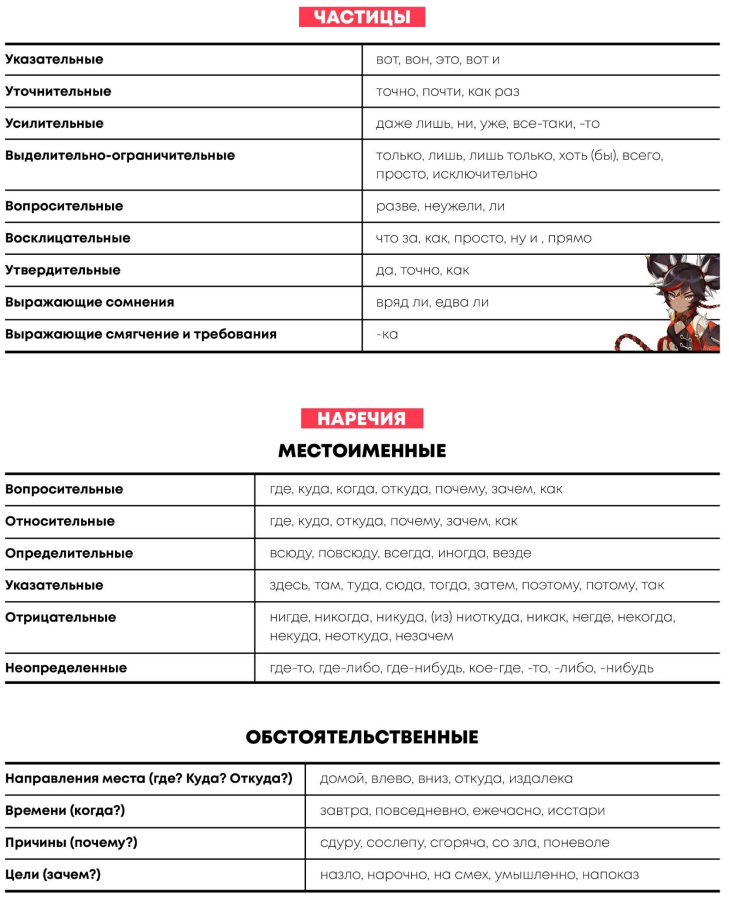 ЧАСТИЦЫ
Указательные вот, вон, это, вот и
Уточнительные точно, почти, как раз
Усилительные даже лишь, ни, уже, все-таки, -то
Выделительно-ограничительные только, лишь, лишь только, хоть (бы), всего,
просто, исключительно
Вопросительные разве, неужели, ли
Восклицательные что за, как, просто, ну и , прямо
Утвердительные да, точно, как
Выражающие сомнения вряд ли, едва ли
Выражающие смягчение и требования -ка
НАРЕЧИЯ
МЕСТОИМЕННЫЕ
Вопросительные где, куда, когда, откуда, почему, зачем, как
Относительные где, куда, откуда, почему, зачем, как
Определительные всюду, повсюду, всегда, иногда, везде
Указательные здесь, там, туда, сюда, тогда, затем, поэтому, потому, так
Отрицательные нигде, никогда, никуда, (из) ниоткуда, никак, негде, некогда,
некуда, неоткуда, незачем
Неопределенные где-то, где-либо, где-нибудь, кое-где, -то, -либо, -нибудь
ОБСТОЯТЕЛЬСТВЕННЫЕ
Направления места (где? Куда? Откуда?) домой, влево, вниз, откуда, издалека
Времени (когда?) завтра, повседневно, ежечасно, исстари
Причины (почему?) сдуру, сослепу, сгоряча, со зла, поневоле
Цели (зачем?) назло, нарочно, на смех, умышленно, напоказ